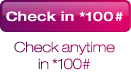 Check in *100#
Check anytime
in *100#